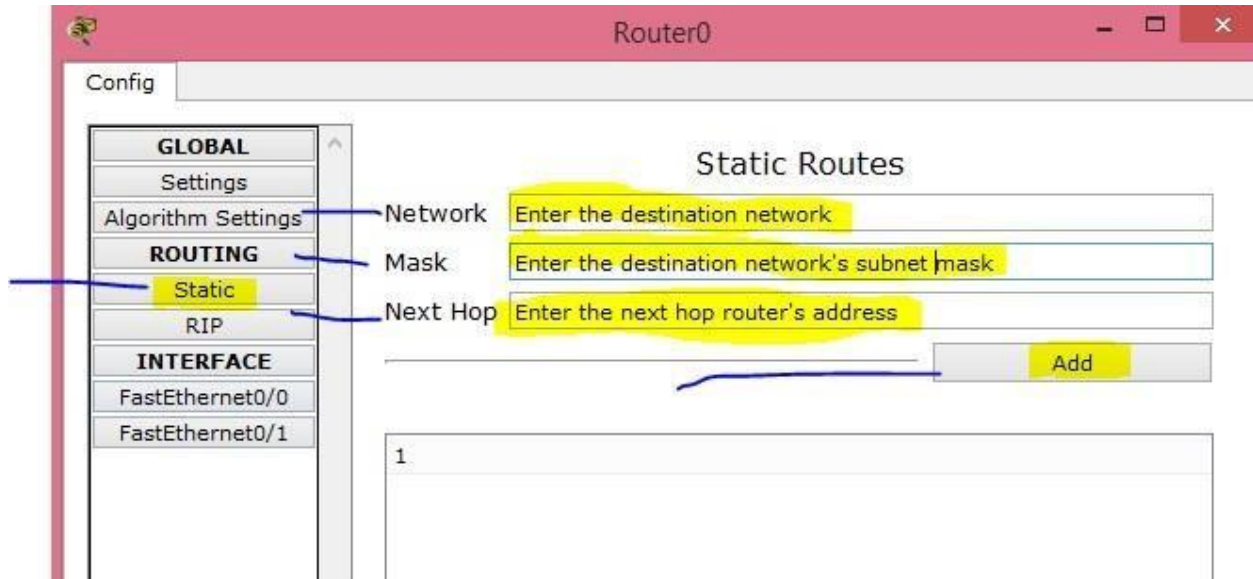 Router0
Config
GLOBAL
Settings
Algorithm Settings
ROUTING
Static
RIP
INTERFACE
FastEthernet0/0
FastEthernet0/1
Static Routes
Network Enter the destination network
Mask Enter the destination network's subnet mask
Next Hop Enter the next hop router's address
Add
1